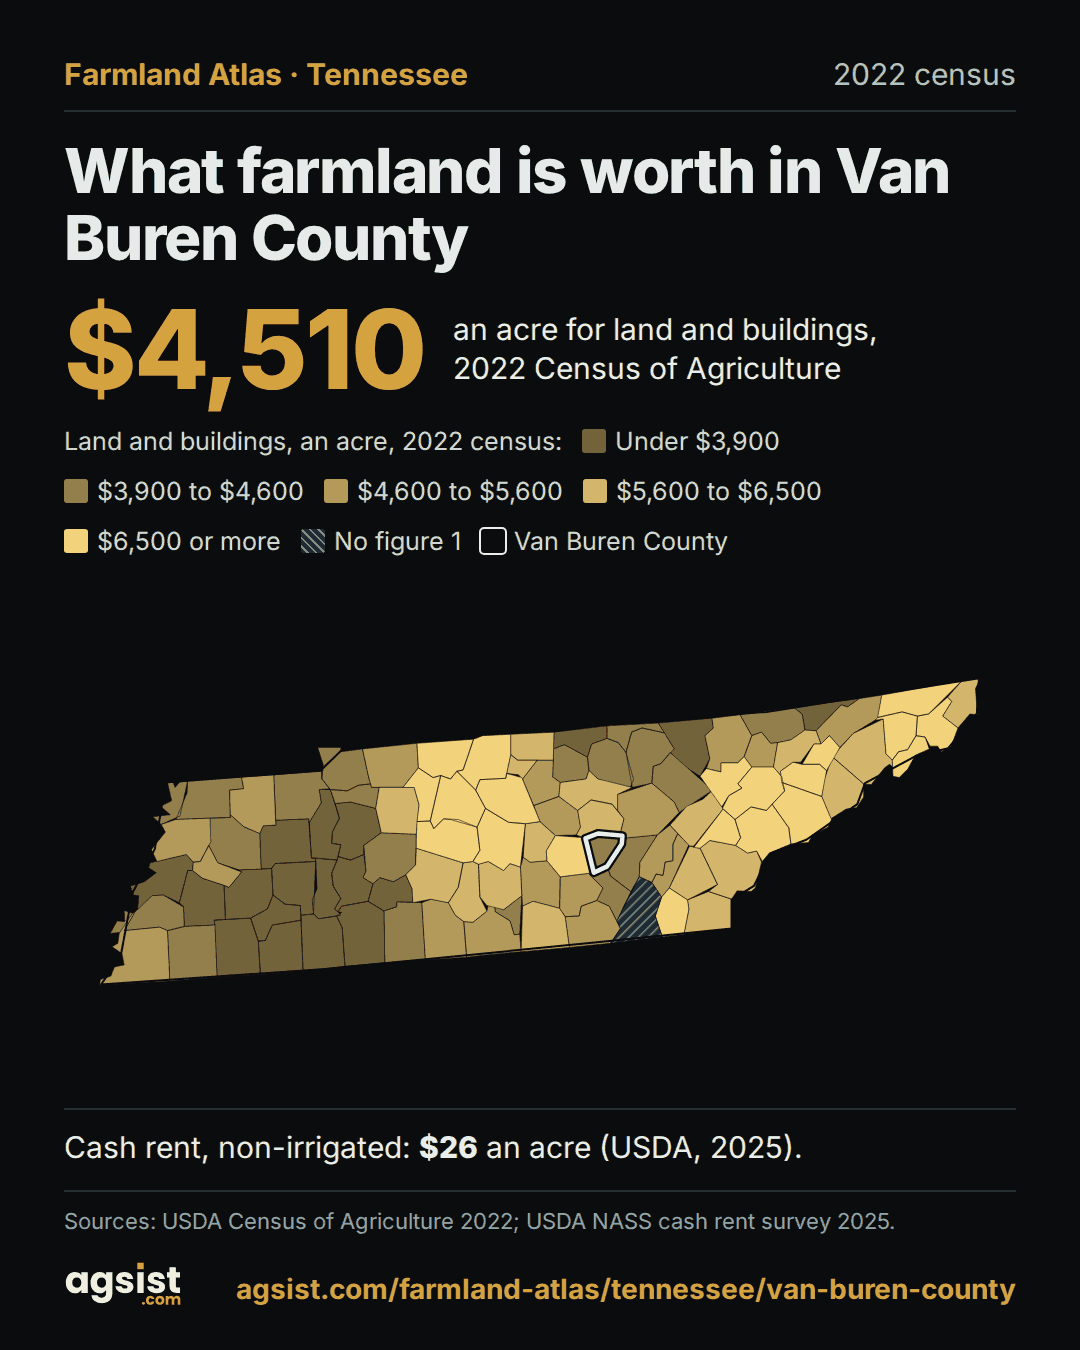 Farmland Atlas · Tennessee
2022 census
What farmland is worth in Van
Buren County
$4,510
an acre for land and buildings,
2022 Census of Agriculture
Land and buildings, an acre, 2022 census: Under $3,900
$3,900 to $4,600 $4,600 to $5,600 $5,600 to $6,500
$6,500 or more No figure 1 Van Buren County
Cash rent, non-irrigated: $26 an acre (USDA, 2025).
Sources: USDA Census of Agriculture 2022; USDA NASS cash rent survey 2025.
agsist
.com
agsist.com/farmland-atlas/tennessee/van-buren-county